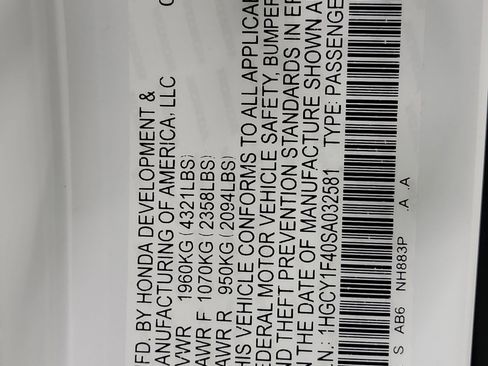 FD. BY HONDA DEVELOPMENT &
ANUFACTURING OF AMERICA, LLC
VWR 1960KG (4321LBS)
AWR F 1070KG (2358LBS)
AWR R 950KG (2094LBS)
HIS VEHICLE CONFORMS TO ALL APPLICA
EDERAL MOTOR VEHICLE SAFETY, BUMPER
ND THEFT PREVENTION STANDARDS IN EF
N THE DATE OF MANUFACTURE SHOWN A
.I.N.: 1HGCY1F40SA032581 TYPE: PASSENGE
S AB6 NH883P .A .A